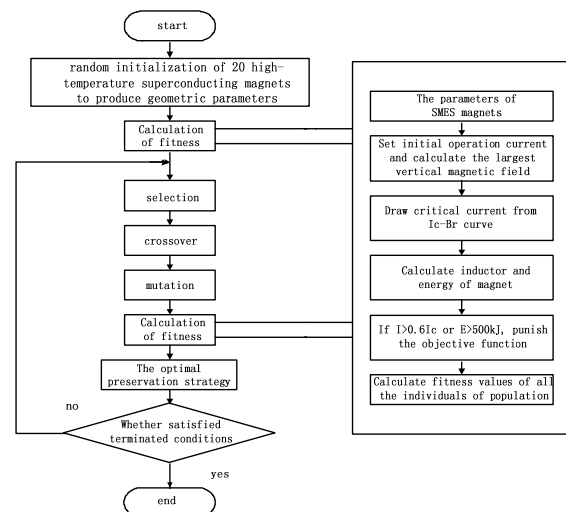 start
random initialization of 20 high-
temperature superconducting magnets
to produce geometric parameters
Calculation
of fitness
selection
crossover
mutation
Calculation
of fitness
The optimal
preservation strategy
no
Whether satisfied
terminated conditions
yes
end
The parameters of
SMES magnets
Set initial operation current
and calculate the largest
vertical magnetic field
Draw critical current from
Ic-Br curve
Calculate inductor and
energy of magnet
If I>0.6Ic or E>500kJ, punish
the objective function
Calculate fitness values of all
the individuals of population